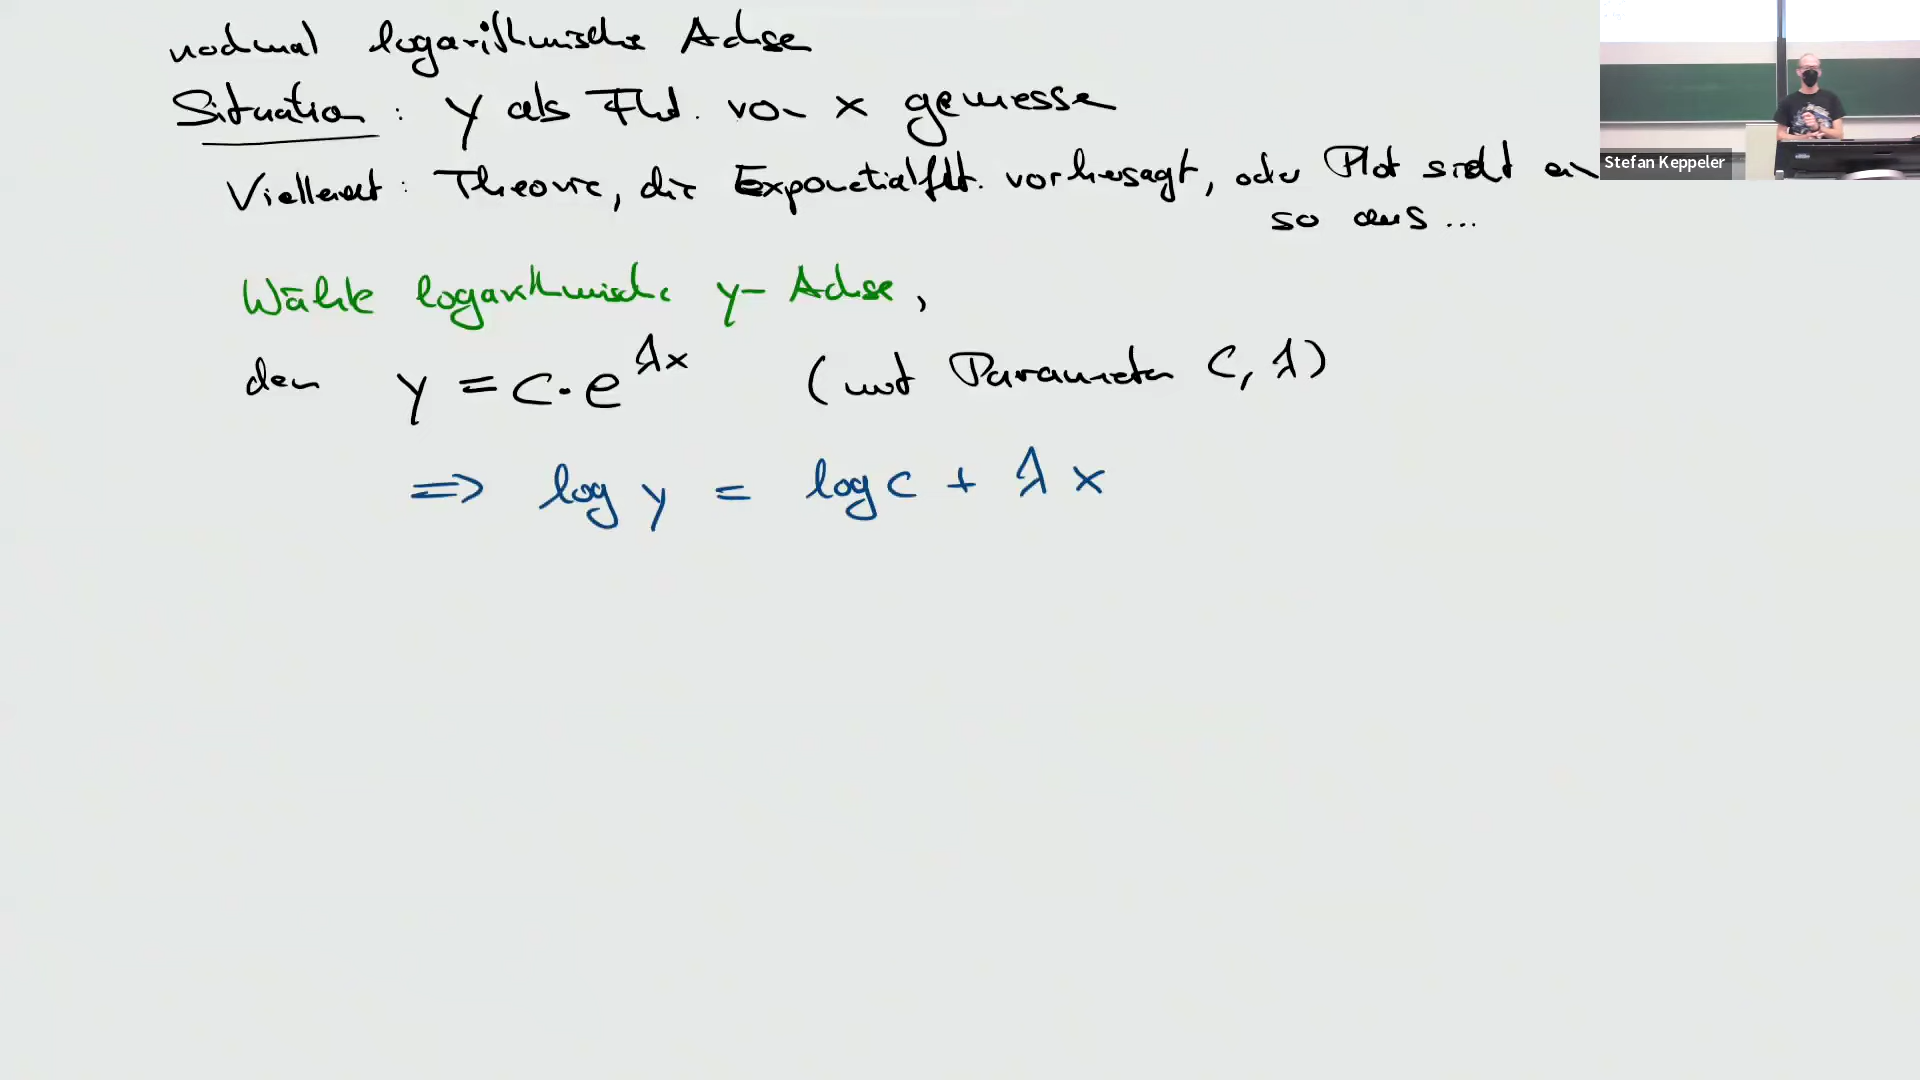 nochmal logarithmische Achse
Situation : y als Fkt. von x gemessen
Vielleicht : Theorie, die Exponentialfkt. vorhersagt, oder Plot sieht
so aus ...
Wähle logarithmische y-Achse,
denn y = c · e^{λx} (mit Parametern c, λ)
⇒ log y = log c + λ x
Stefan Keppeler